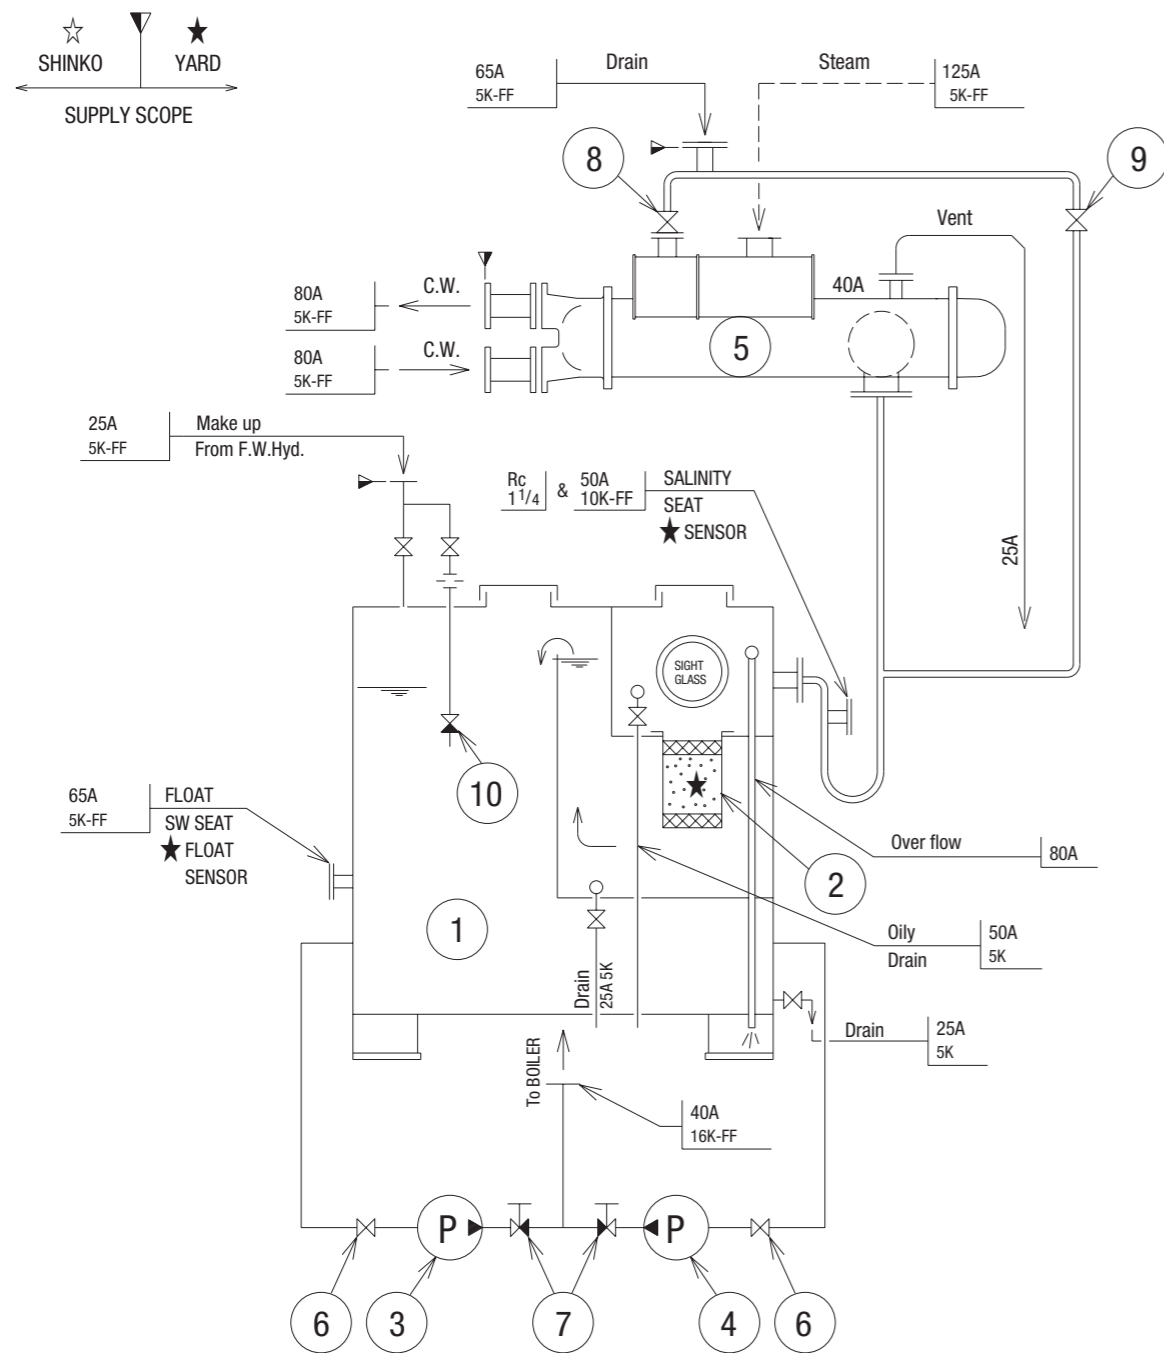 ☆ ★
SHINKO YARD
SUPPLY SCOPE
65A
5K-FF
Drain
Steam
125A
5K-FF
8
9
Vent
80A
5K-FF
C.W.
40A
5
80A
5K-FF
C.W.
25A
5K-FF
Make up
From F.W.Hyd.
Rc
1 1/4
&
50A
10K-FF
SALINITY
SEAT
★ SENSOR
25A
SIGHT
GLASS
10
65A
5K-FF
FLOAT
SW SEAT
★ FLOAT
SENSOR
★
2
Over flow
80A
1
Oily
Drain
50A
5K
Drain
25A 5K
Drain
25A
5K
To BOILER
40A
16K-FF
P
P
6
3
7
4
6